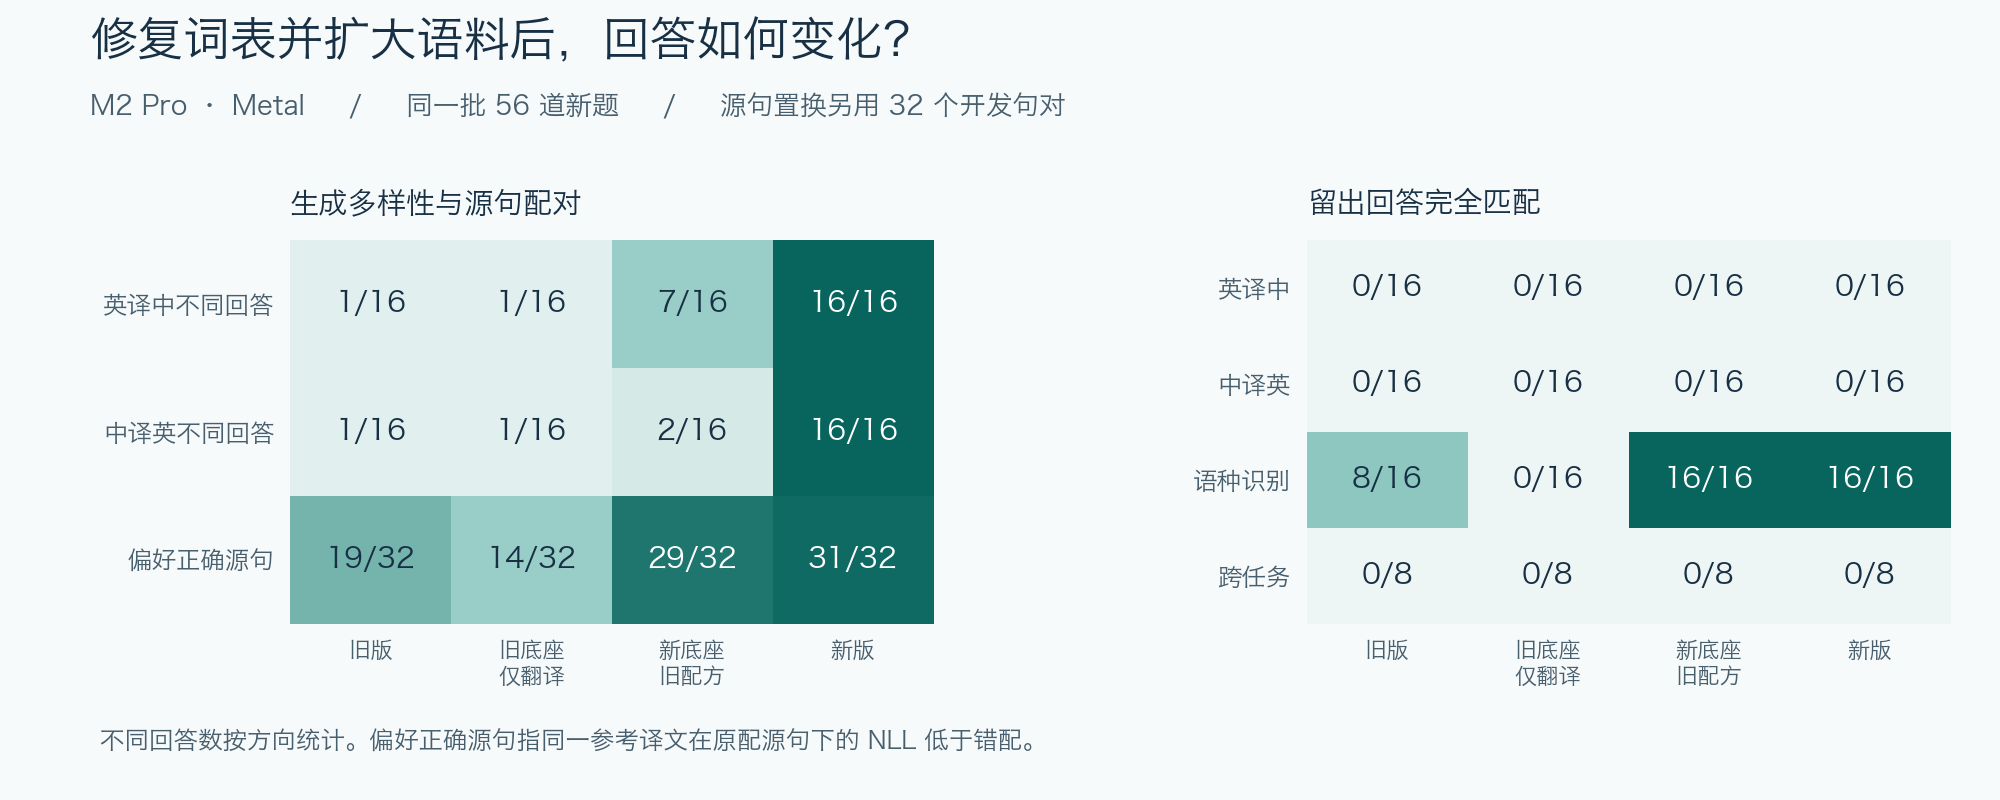 修复词表并扩大语料后，回答如何变化？
M2 Pro · Metal / 同一批 56 道新题 / 源句置换另用 32 个开发句对
生成多样性与源句配对
英译中不同回答 1/16 1/16 7/16 16/16
中译英不同回答 1/16 1/16 2/16 16/16
偏好正确源句 19/32 14/32 29/32 31/32
旧版 旧底座 新底座 新版
仅翻译 旧配方
留出回答完全匹配
英译中 0/16 0/16 0/16 0/16
中译英 0/16 0/16 0/16 0/16
语种识别 8/16 0/16 16/16 16/16
跨任务 0/8 0/8 0/8 0/8
旧版 旧底座 新底座 新版
仅翻译 旧配方
不同回答数按方向统计。偏好正确源句指同一参考译文在原配源句下的 NLL 低于错配。